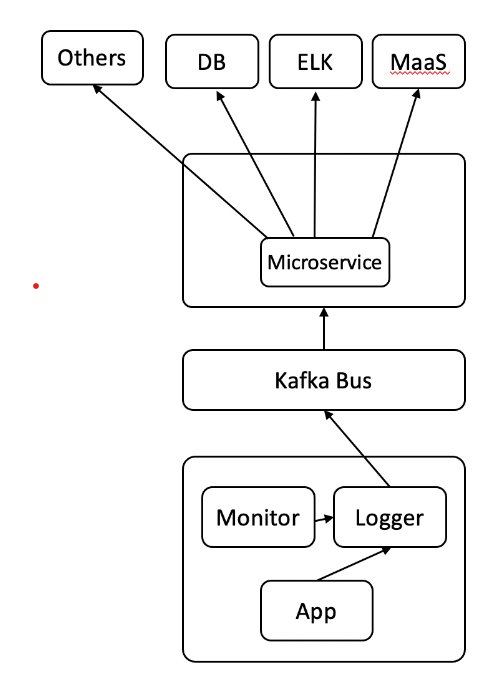 Others
DB
ELK
MaaS
Microservice
Kafka Bus
Monitor
Logger
App